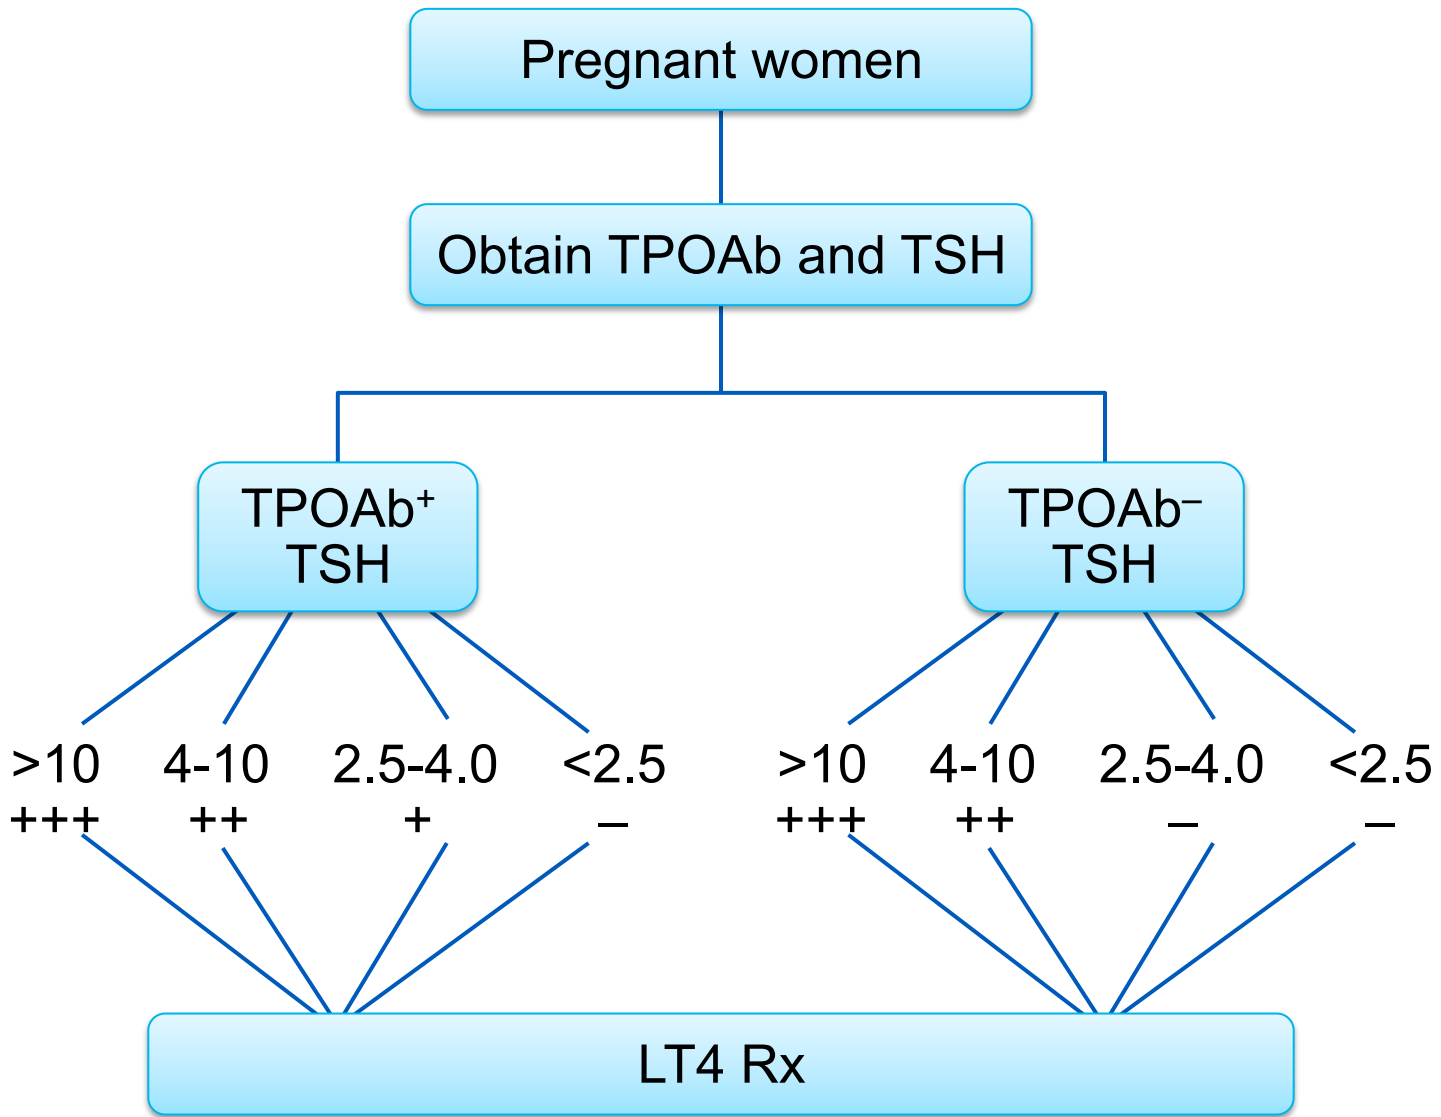 Pregnant women
Obtain TPOAb and TSH
TPOAb⁺
TSH
TPOAb⁻
TSH
>10 4-10 2.5-4.0 <2.5
+++ ++ + –
>10 4-10 2.5-4.0 <2.5
+++ ++ – –
LT4 Rx